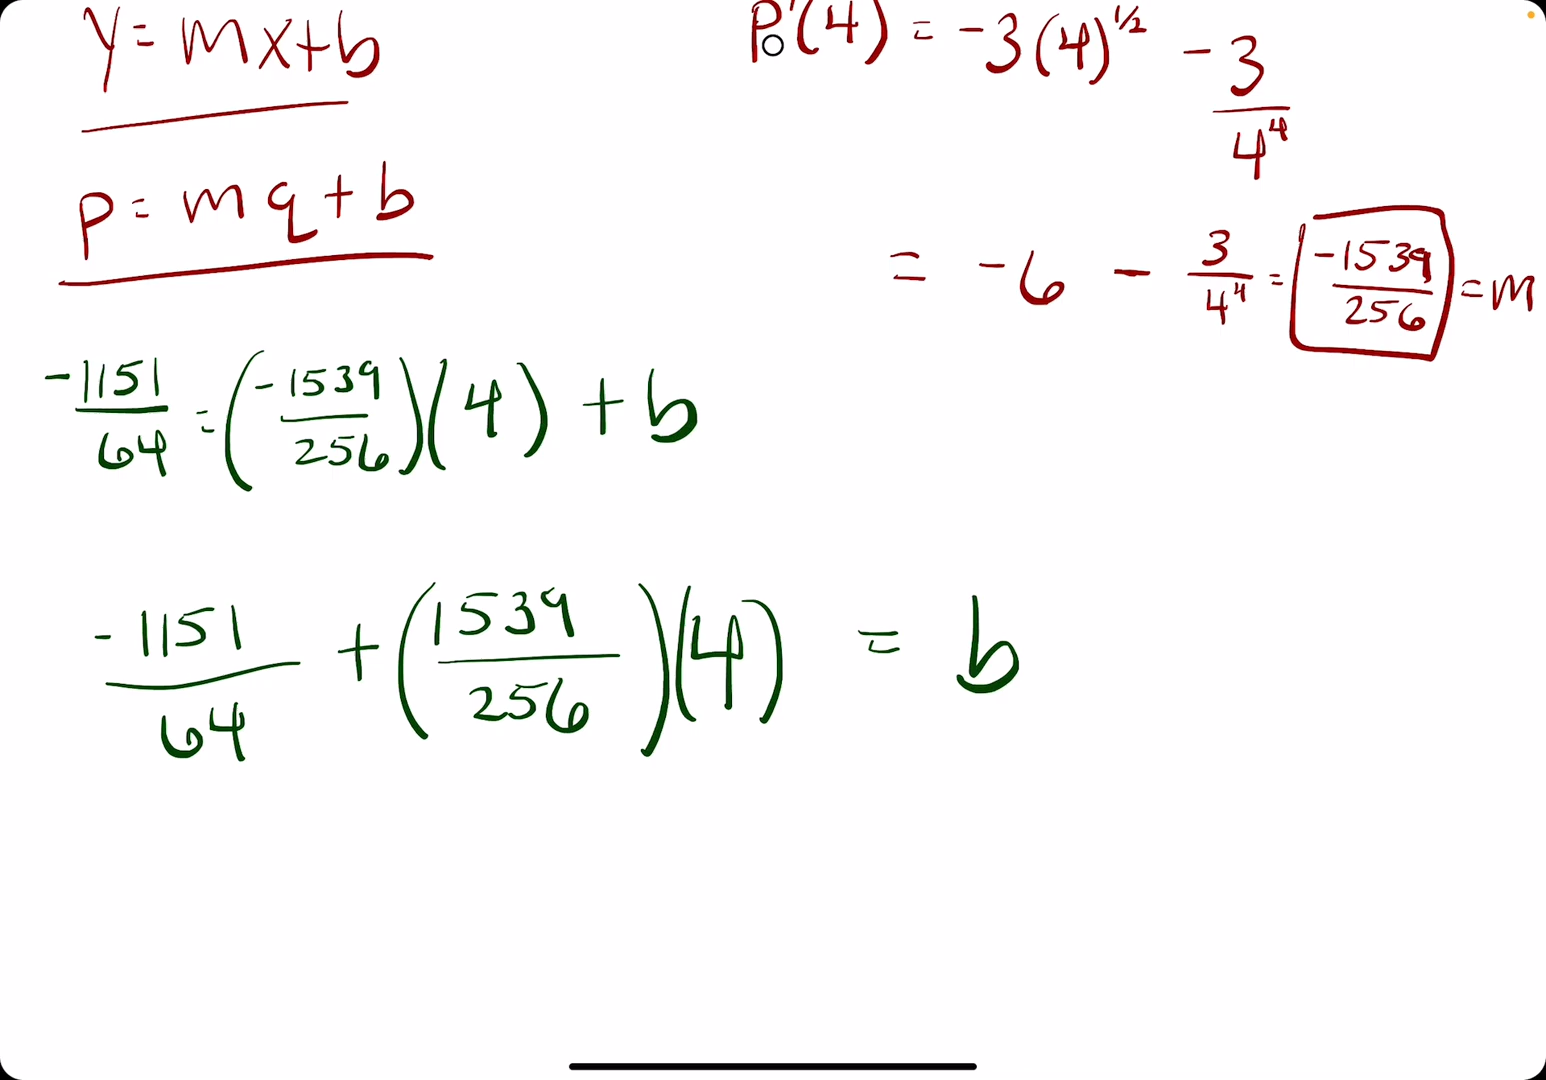 y = mx + b
p'(4) = -3(4)^1/2 - 3/4^4
p = mq + b
= -6 - 3/4^4 = -1539/256 = m
-1151/64 = (-1539/256)(4) + b
-1151/64 + (1539/256)(4) = b